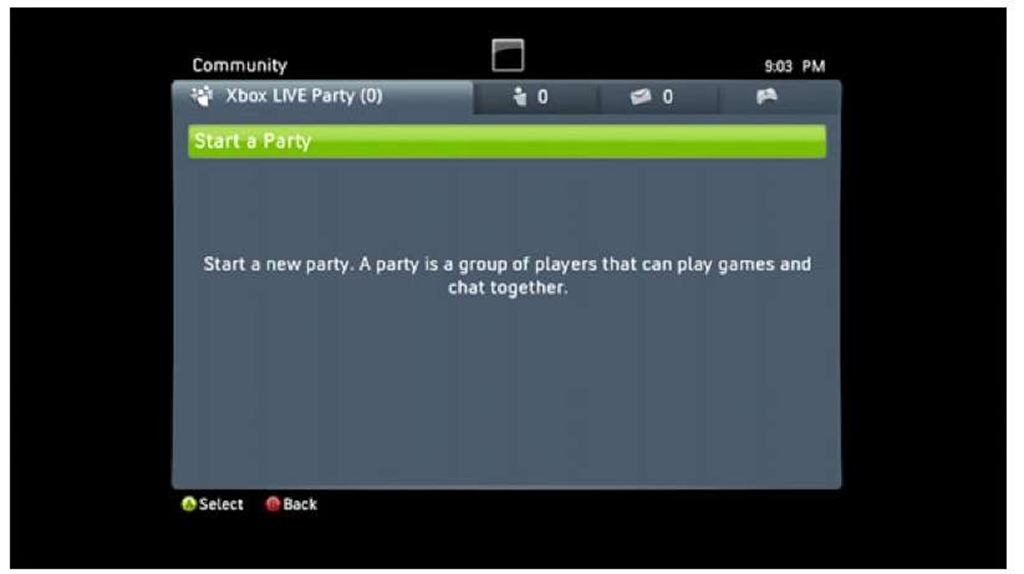 Community
9:03 PM
Xbox LIVE Party (0)
0
0
Start a Party
Start a new party. A party is a group of players that can play games and
chat together.
A Select B Back